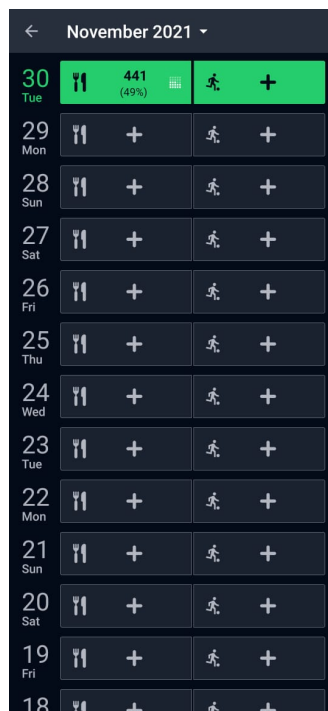 November 2021
30
Tue
441
(49%)
29
Mon
28
Sun
27
Sat
26
Fri
25
Thu
24
Wed
23
Tue
22
Mon
21
Sun
20
Sat
19
Fri
18